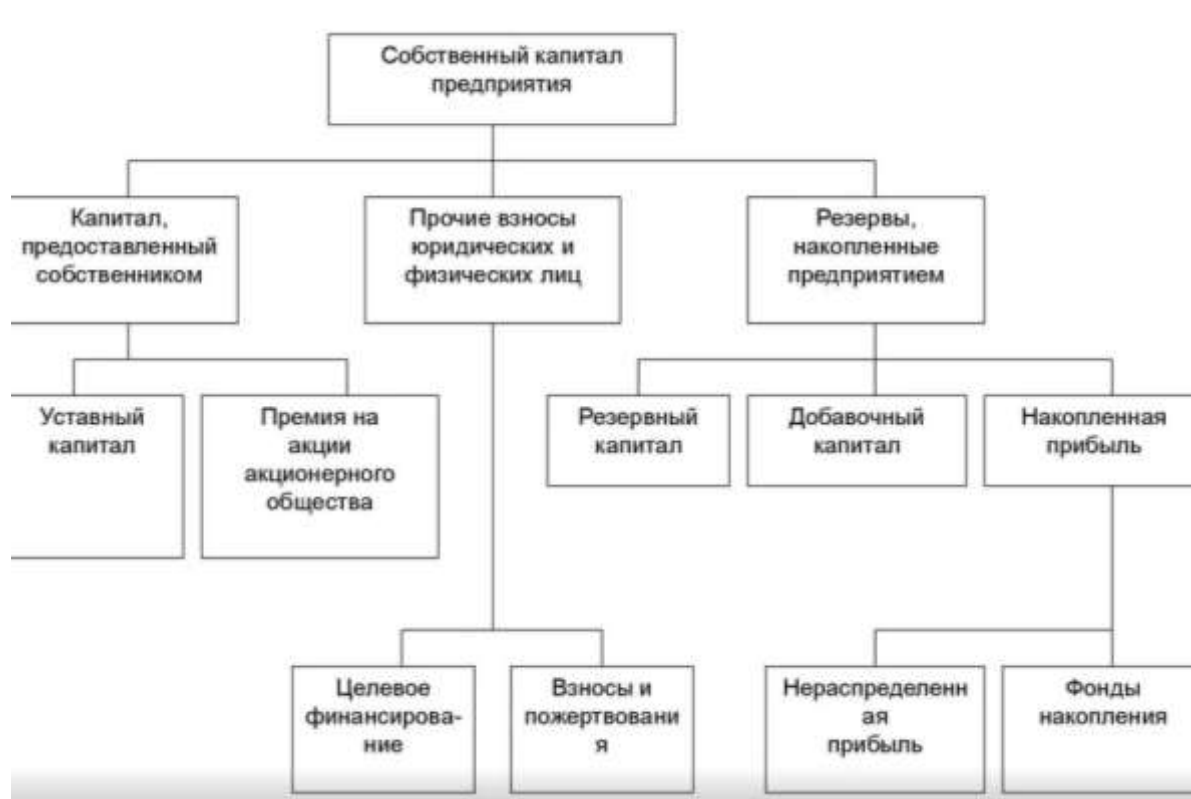 Собственный капитал
предприятия
Капитал,
предоставленный
собственником
Прочие взносы
юридических и
физических лиц
Резервы,
накопленные
предприятием
Уставный
капитал
Премия на
акции
акционерного
общества
Резервный
капитал
Добавочный
капитал
Накопленная
прибыль
Целевое
финансирова-
ние
Взносы и
пожертвовани
я
Нераспределенн
ая
прибыль
Фонды
накопления